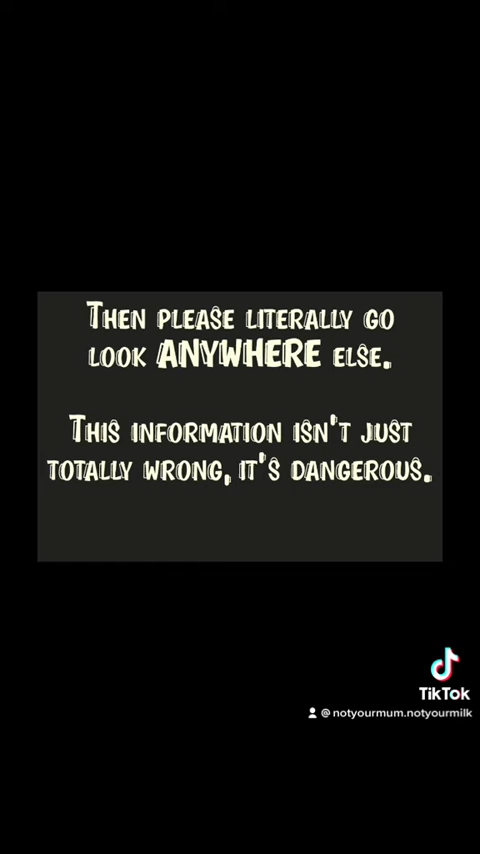 Then please literally go
look ANYWHERE else.
This information isn't just
totally wrong, it's dangerous.
TikTok
@notyourmum.notyourmilk